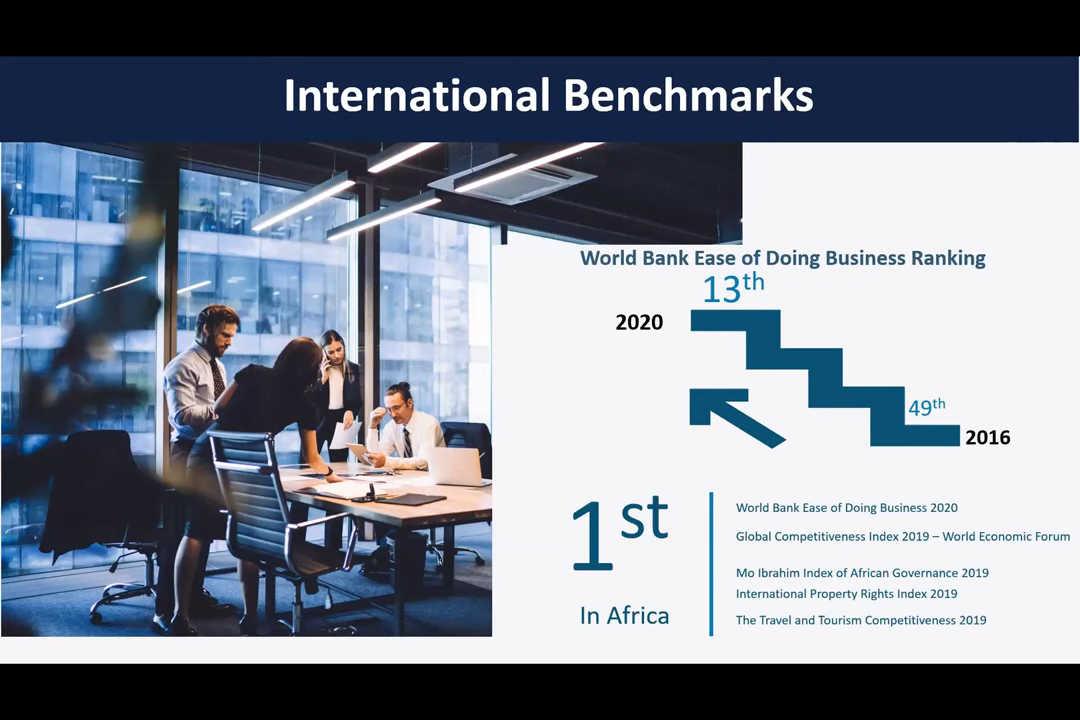 International Benchmarks
World Bank Ease of Doing Business Ranking
13th
2020
49th
2016
1st
In Africa
World Bank Ease of Doing Business 2020
Global Competitiveness Index 2019 – World Economic Forum
Mo Ibrahim Index of African Governance 2019
International Property Rights Index 2019
The Travel and Tourism Competitiveness 2019